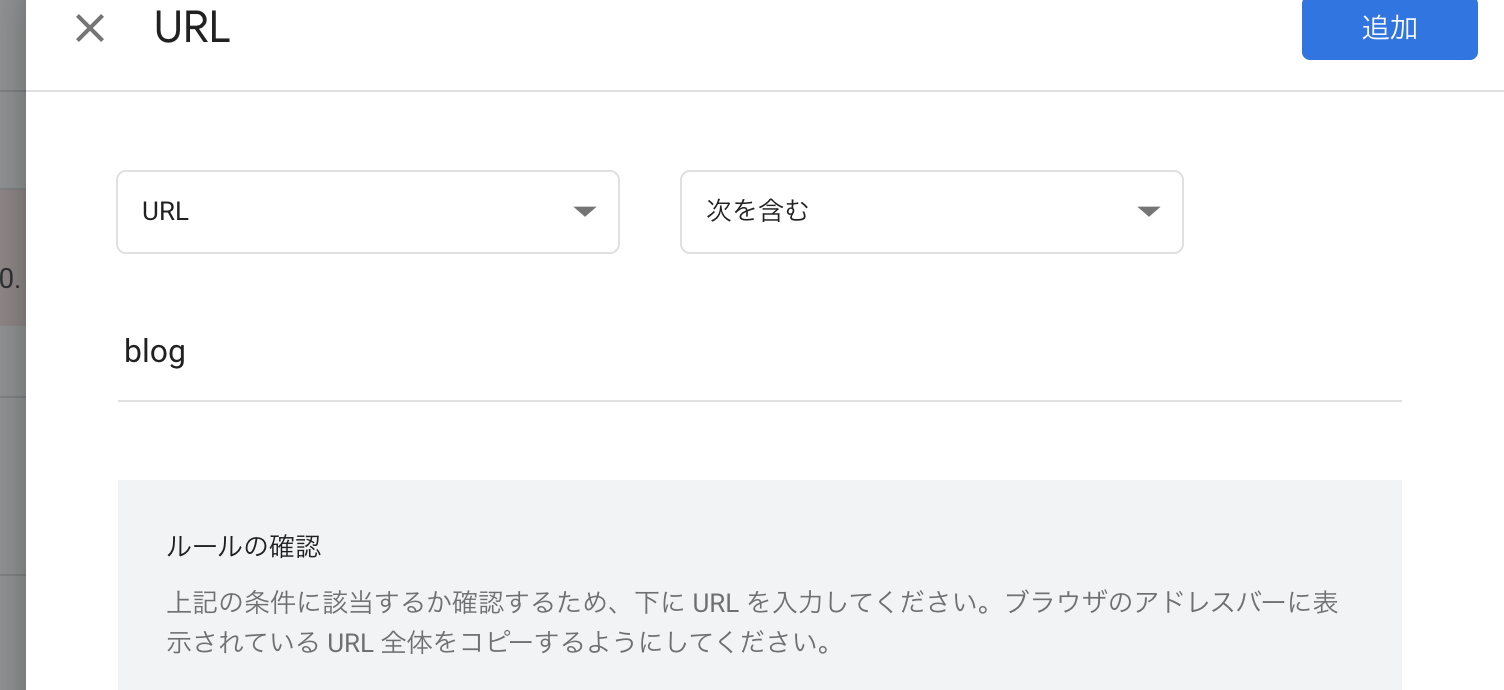 URL
追加
URL
次を含む
0.
blog
ルールの確認
上記の条件に該当するか確認するため、下に URL を入力してください。ブラウザのアドレスバーに表
示されている URL 全体をコピーするようにしてください。